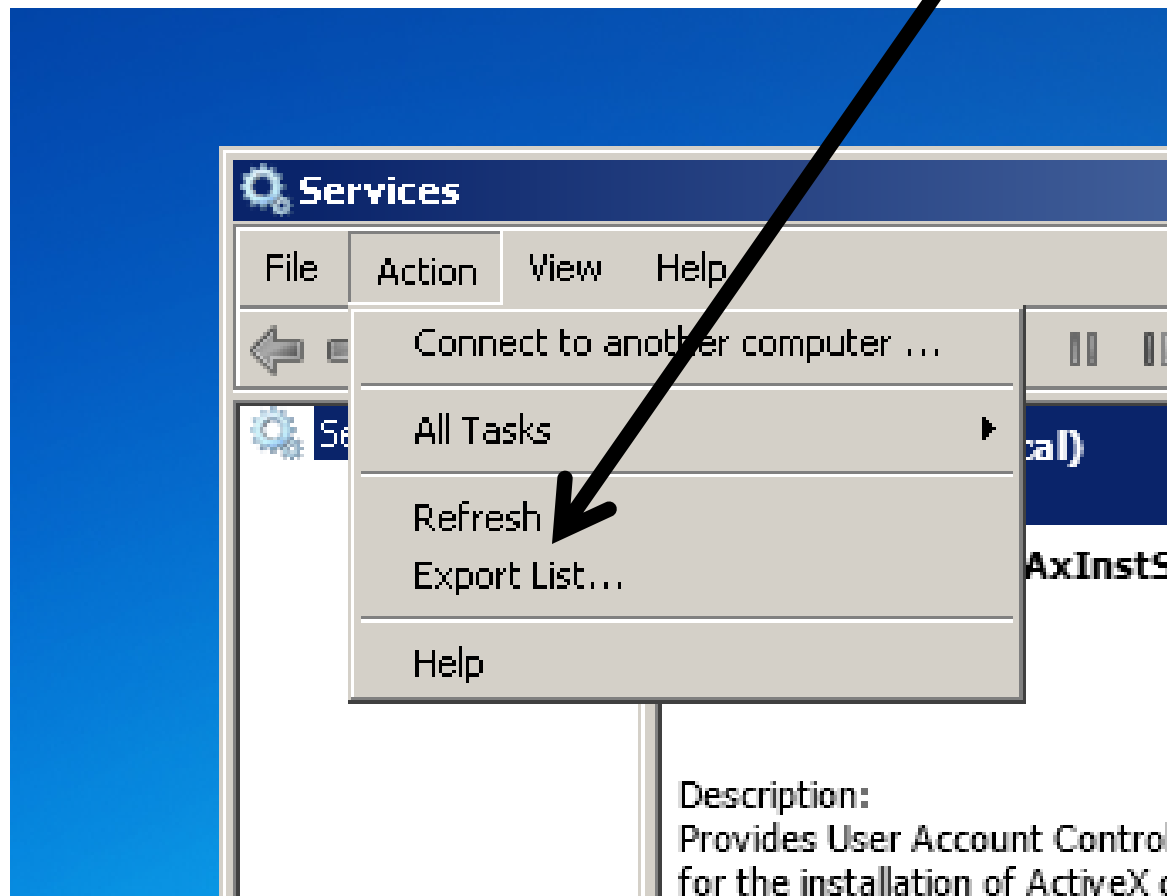 Services
File Action View Help
Connect to another computer ...
All Tasks
Refresh
Export List...
Help
AxInstS
Description:
Provides User Account Control
for the installation of ActiveX